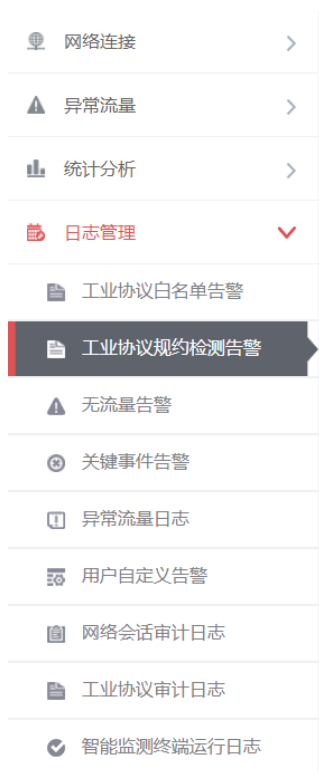 网络连接
异常流量
统计分析
日志管理
工业协议白名单告警
工业协议规约检测告警
无流量告警
关键事件告警
异常流量日志
用户自定义告警
网络会话审计日志
工业协议审计日志
智能监测终端运行日志